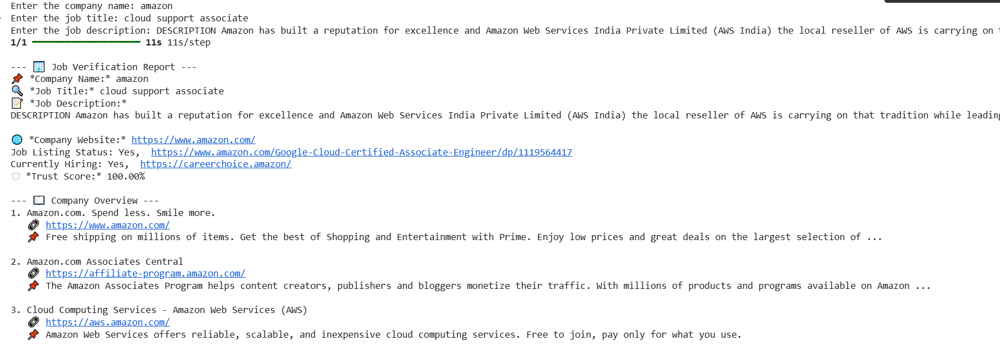 Enter the company name: amazon
Enter the job title: cloud support associate
Enter the job description: DESCRIPTION Amazon has built a reputation for excellence and Amazon Web Services India Private Limited (AWS India) the local reseller of AWS is carrying on
1/1 ━━━━━━━━━━━━━━━━━━━━ 11s 11s/step
--- 🏢 Job Verification Report ---
📌 *Company Name:* amazon
🔍 *Job Title:* cloud support associate
📝 *Job Description:*
DESCRIPTION Amazon has built a reputation for excellence and Amazon Web Services India Private Limited (AWS India) the local reseller of AWS is carrying on that tradition while leading
🌐 *Company Website:* https://www.amazon.com/
Job Listing Status: Yes,  https://www.amazon.com/Google-Cloud-Certified-Associate-Engineer/dp/1119564417
Currently Hiring: Yes,  https://careerchoice.amazon/
🛡 *Trust Score:* 100.00%
--- 📖 Company Overview ---
1. Amazon.com. Spend less. Smile more.
🔗 https://www.amazon.com/
📌 Free shipping on millions of items. Get the best of Shopping and Entertainment with Prime. Enjoy low prices and great deals on the largest selection of ...
2. Amazon.com Associates Central
🔗 https://affiliate-program.amazon.com/
📌 The Amazon Associates Program helps content creators, publishers and bloggers monetize their traffic. With millions of products and programs available on Amazon ...
3. Cloud Computing Services - Amazon Web Services (AWS)
🔗 https://aws.amazon.com/
📌 Amazon Web Services offers reliable, scalable, and inexpensive cloud computing services. Free to join, pay only for what you use.